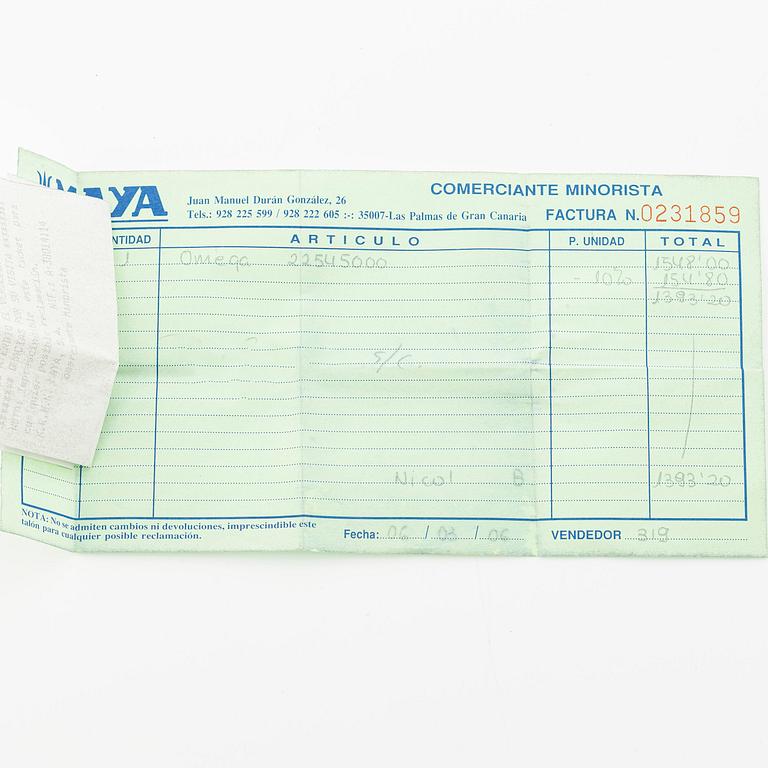 MAYA
Juan Manuel Durán González, 26
Tels.: 928 225 599 / 928 222 605 :-: 35007-Las Palmas de Gran Canaria
COMERCIANTE MINORISTA
FACTURA N. 0231859
NTIDAD ARTICULO P. UNIDAD TOTAL
1 Omega 22545000 1548'00
- 10% 154'80
1393'20
S/C.
Nicol B 1393'20
NOTA: No se admiten cambios ni devoluciones, imprescindible este
talón para cualquier posible reclamación.
Fecha: 06 / 03 / 06
VENDEDOR 319